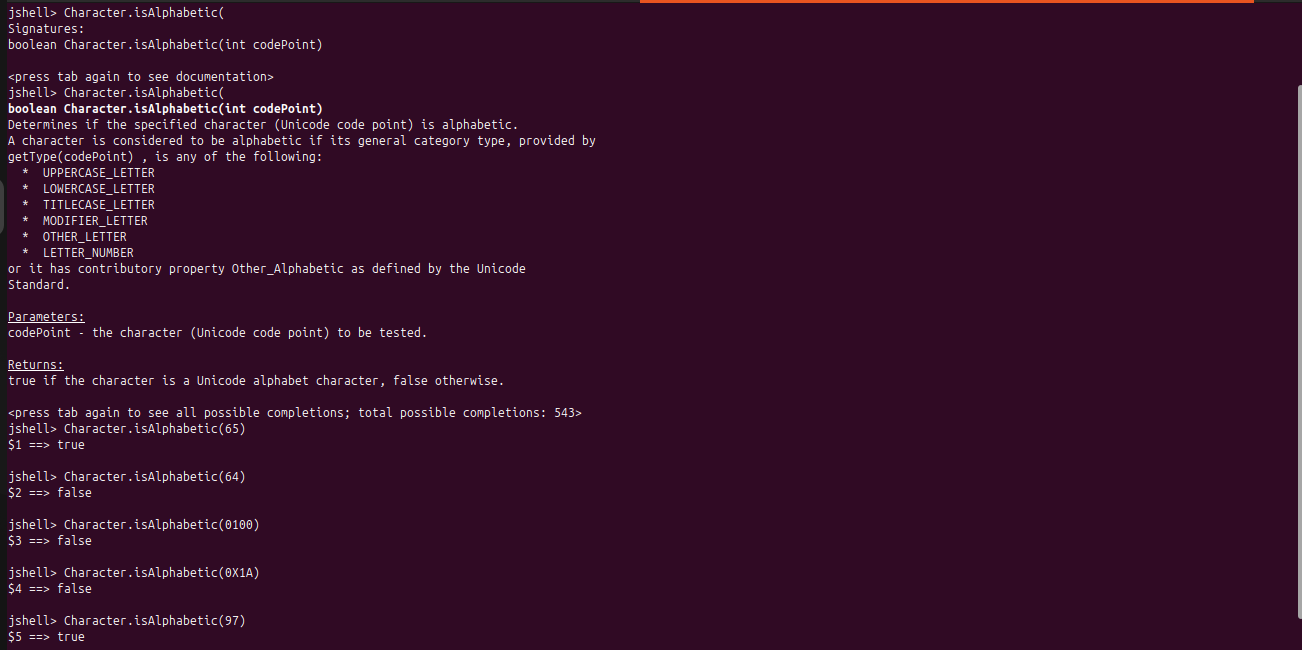 jshell> Character.isAlphabetic(
Signatures:
boolean Character.isAlphabetic(int codePoint)
<press tab again to see documentation>
jshell> Character.isAlphabetic(
boolean Character.isAlphabetic(int codePoint)
Determines if the specified character (Unicode code point) is alphabetic.
A character is considered to be alphabetic if its general category type, provided by
getType(codePoint) , is any of the following:
  *  UPPERCASE_LETTER
  *  LOWERCASE_LETTER
  *  TITLECASE_LETTER
  *  MODIFIER_LETTER
  *  OTHER_LETTER
  *  LETTER_NUMBER
or it has contributory property Other_Alphabetic as defined by the Unicode
Standard.
Parameters:
codePoint - the character (Unicode code point) to be tested.
Returns:
true if the character is a Unicode alphabet character, false otherwise.
<press tab again to see all possible completions; total possible completions: 543>
jshell> Character.isAlphabetic(65)
$1 ==> true
jshell> Character.isAlphabetic(64)
$2 ==> false
jshell> Character.isAlphabetic(0100)
$3 ==> false
jshell> Character.isAlphabetic(0X1A)
$4 ==> false
jshell> Character.isAlphabetic(97)
$5 ==> true